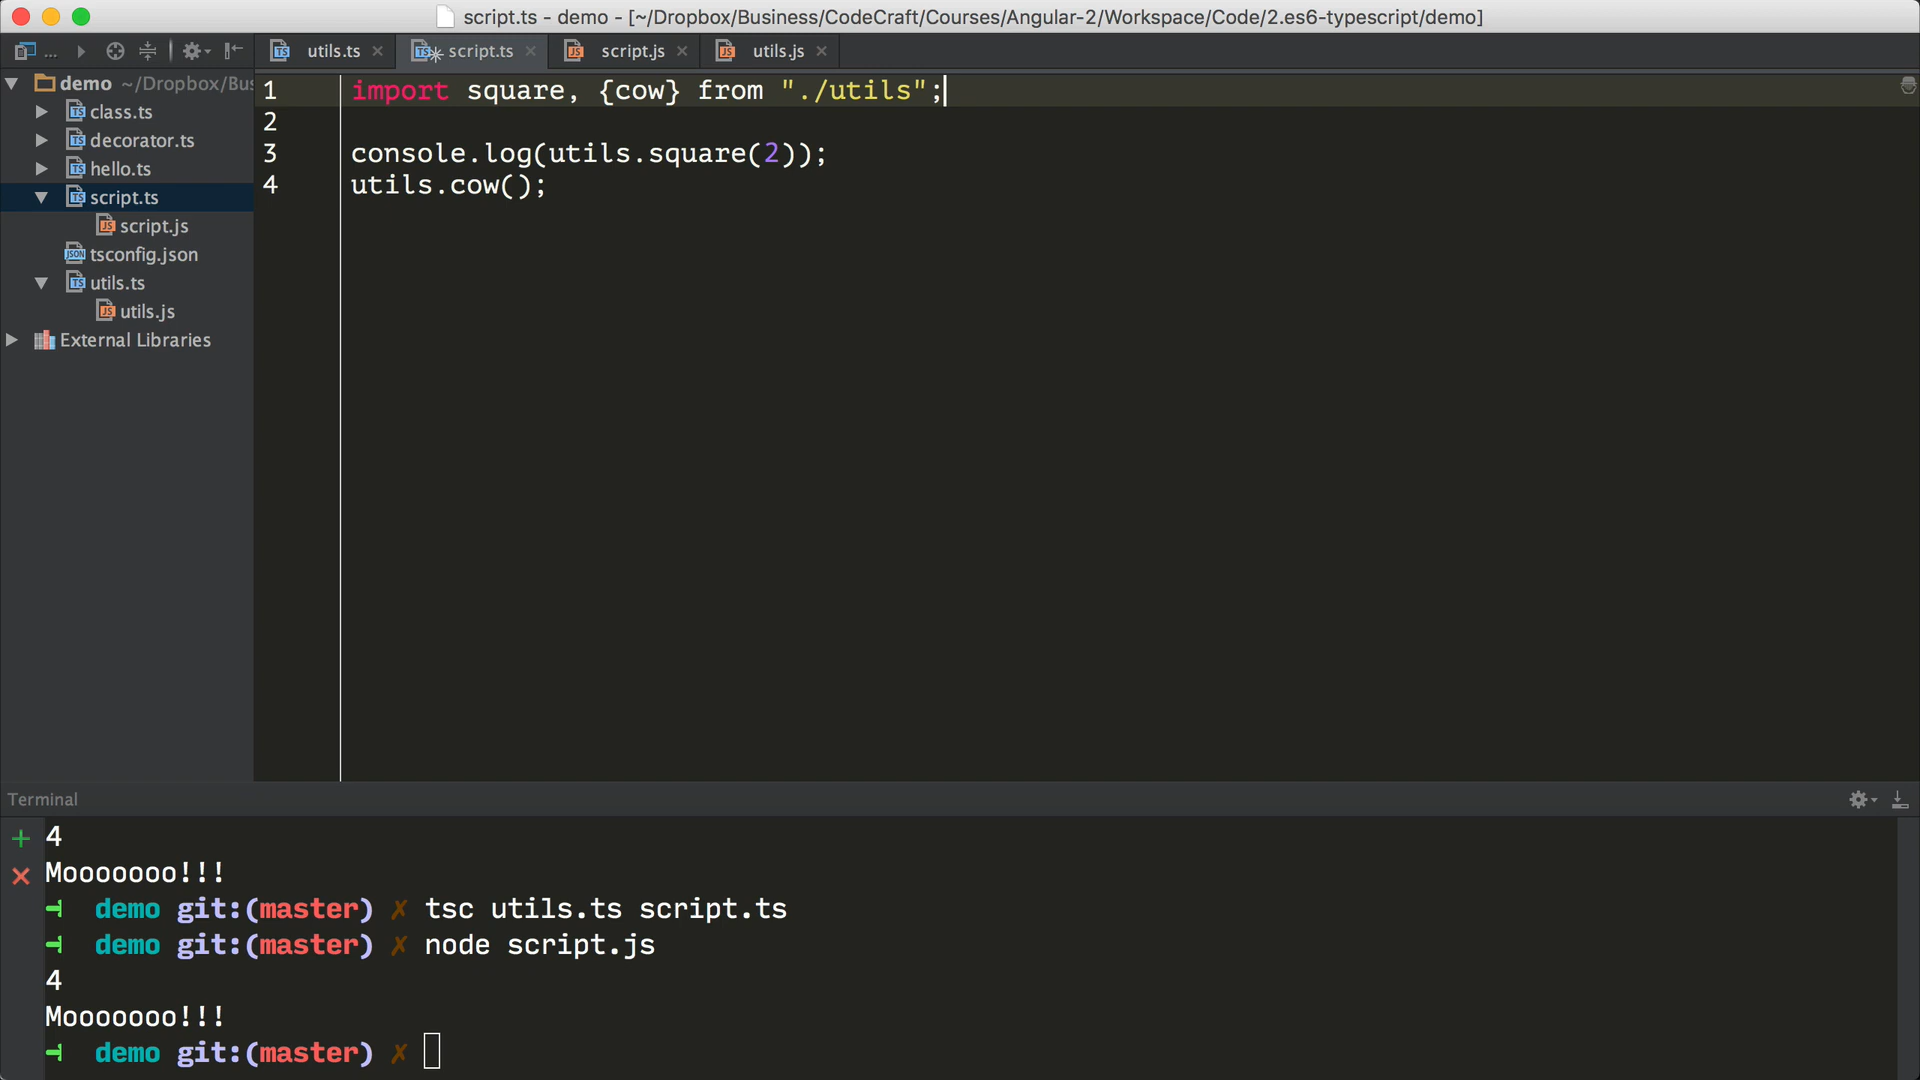 script.ts - demo - [~/Dropbox/Business/CodeCraft/Courses/Angular-2/Workspace/Code/2.es6-typescript/demo]
...
utils.ts
script.ts
script.js
utils.js
demo ~/Dropbox/Bus
class.ts
decorator.ts
hello.ts
script.ts
script.js
tsconfig.json
utils.ts
utils.js
External Libraries
1 import square, {cow} from "./utils";
2
3 console.log(utils.square(2));
4 utils.cow();
Terminal
4
Mooooooo!!!
demo git:(master) ✗ tsc utils.ts script.ts
demo git:(master) ✗ node script.js
4
Mooooooo!!!
demo git:(master) ✗